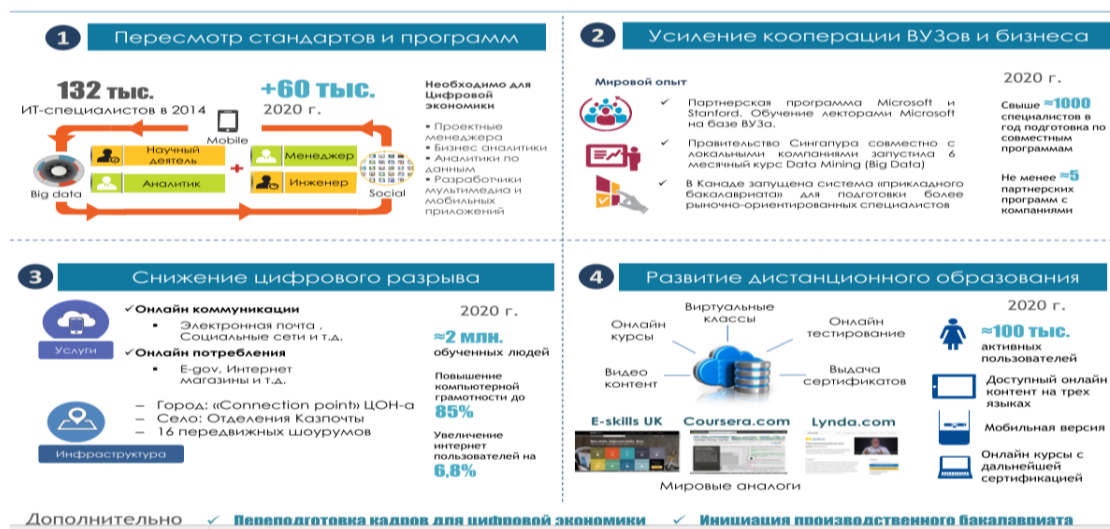 1 Пересмотр стандартов и программ
132 тыс.
ИТ-специалистов в 2014
+60 тыс.
2020 г.
Mobile
Научный
деятель
Менеджер
Аналитик
Инженер
Big data
Social
Необходимо для
Цифровой
экономики
▪ Проектные
менеджера
▪ Бизнес аналитики
▪ Аналитики по
данным
▪ Разработчики
мультимедиа и
мобильных
приложений
2 Усиление кооперации ВУЗов и бизнеса
Мировой опыт
✓ Партнерская программа Microsoft и
Stanford. Обучение лекторами Microsoft
на базе ВУЗа.
✓ Правительство Сингапура совместно с
локальными компаниями запустила 6
месячный курс Data Mining (Big Data)
✓ В Канаде запущена система «прикладного
бакалавриата» для подготовки более
рыночно-ориентированных специалистов
2020 г.
Свыше ≈1000
специалистов в
год подготовка по
совместным
программам
Не менее ≈5
партнерских
программ с
компаниями
3 Снижение цифрового разрыва
Услуги
✓Онлайн коммуникации
▪ Электронная почта ,
Социальные сети и т.д.
✓Онлайн потребления
▪ E-gov, Интернет
магазины и т.д.
Инфраструктура
– Город: «Connection point» ЦОН-а
– Село: Отделения Казпочты
– 16 передвижных шоурумов
2020 г.
≈2 млн.
обученных людей
Повышение
компьютерной
грамотности до
85%
Увеличение
интернет
пользователей на
6,8%
4 Развитие дистанционного образования
Виртуальные
классы
Онлайн
курсы
Онлайн
тестирование
Видео
контент
Выдача
сертификатов
E-skills UK
Coursera.com
Lynda.com
Мировые аналоги
2020 г.
≈100 тыс.
активных
пользователей
Доступный онлайн
контент на трех
языках
Мобильная версия
Онлайн курсы с
дальнейшей
сертификацией
Дополнительно ✓ Переподготовка кадров для цифровой экономики ✓ Инициация производственного бакалавриата